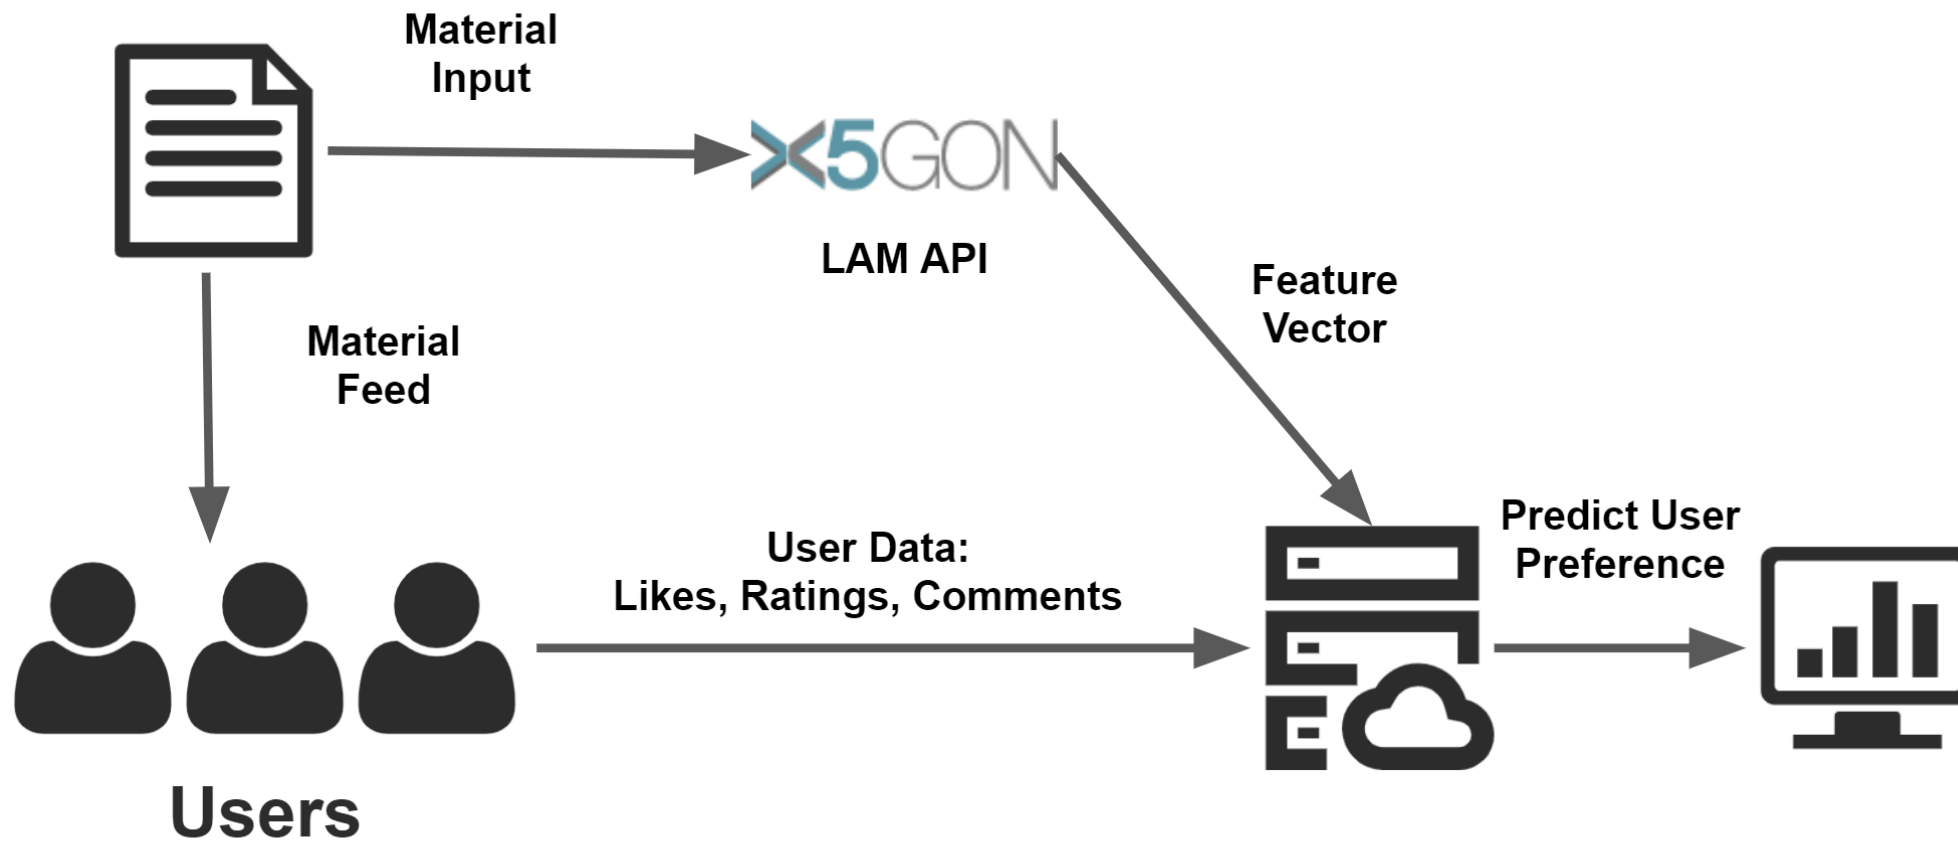 Material
Input
X5GON
LAM API
Feature
Vector
Material
Feed
Predict User
Preference
User Data:
Likes, Ratings, Comments
Users